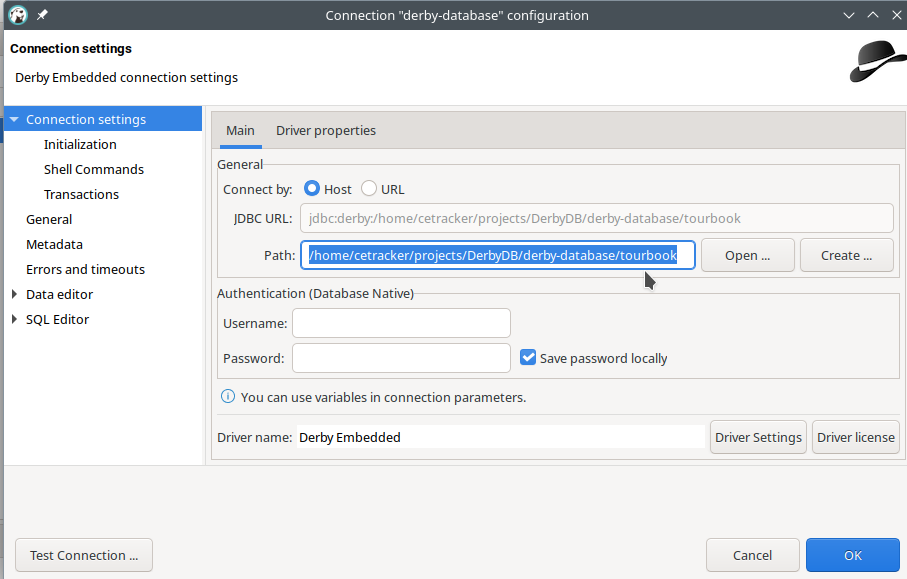 Connection "derby-database" configuration
Connection settings
Derby Embedded connection settings
Connection settings
Initialization
Shell Commands
Transactions
General
Metadata
Errors and timeouts
Data editor
SQL Editor
Main Driver properties
General
Connect by: Host URL
JDBC URL: jdbc:derby:/home/cetracker/projects/DerbyDB/derby-database/tourbook
Path: /home/cetracker/projects/DerbyDB/derby-database/tourbook Open ... Create ...
Authentication (Database Native)
Username:
Password: Save password locally
You can use variables in connection parameters.
Driver name: Derby Embedded Driver Settings Driver license
Test Connection ... Cancel OK